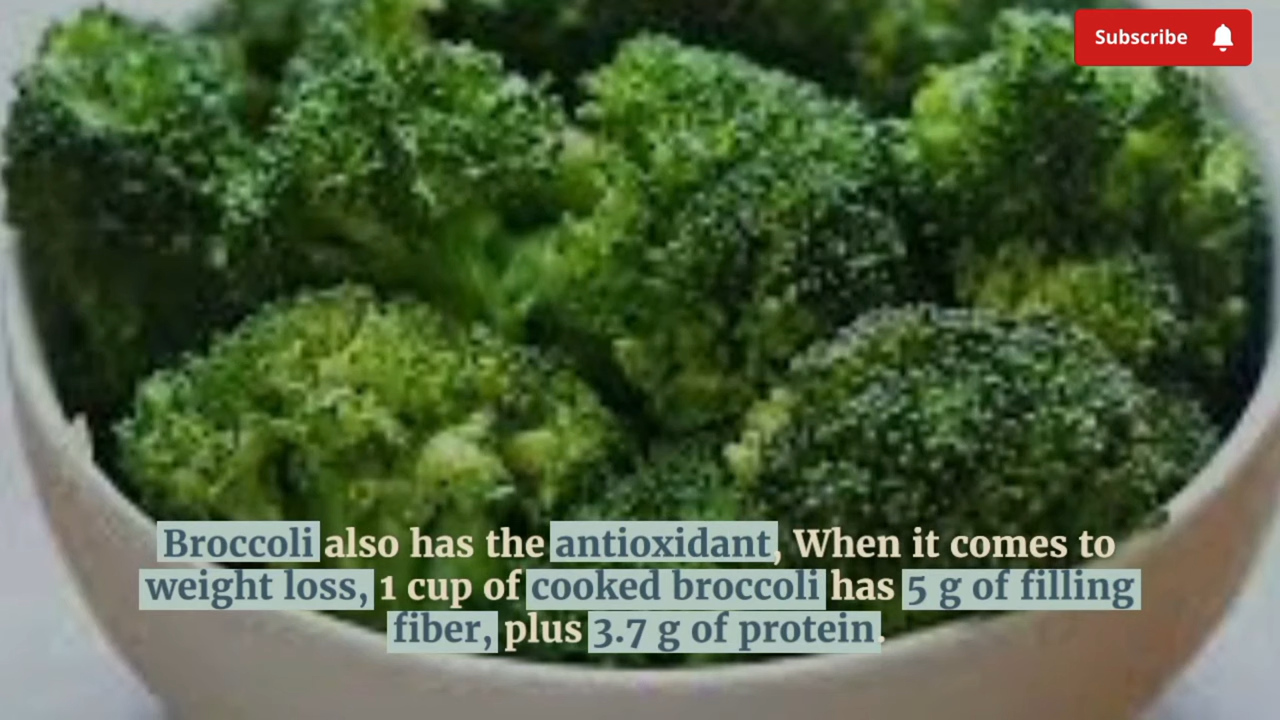 Subscribe
Broccoli also has the antioxidant, When it comes to
weight loss, 1 cup of cooked broccoli has 5 g of filling
fiber, plus 3.7 g of protein.